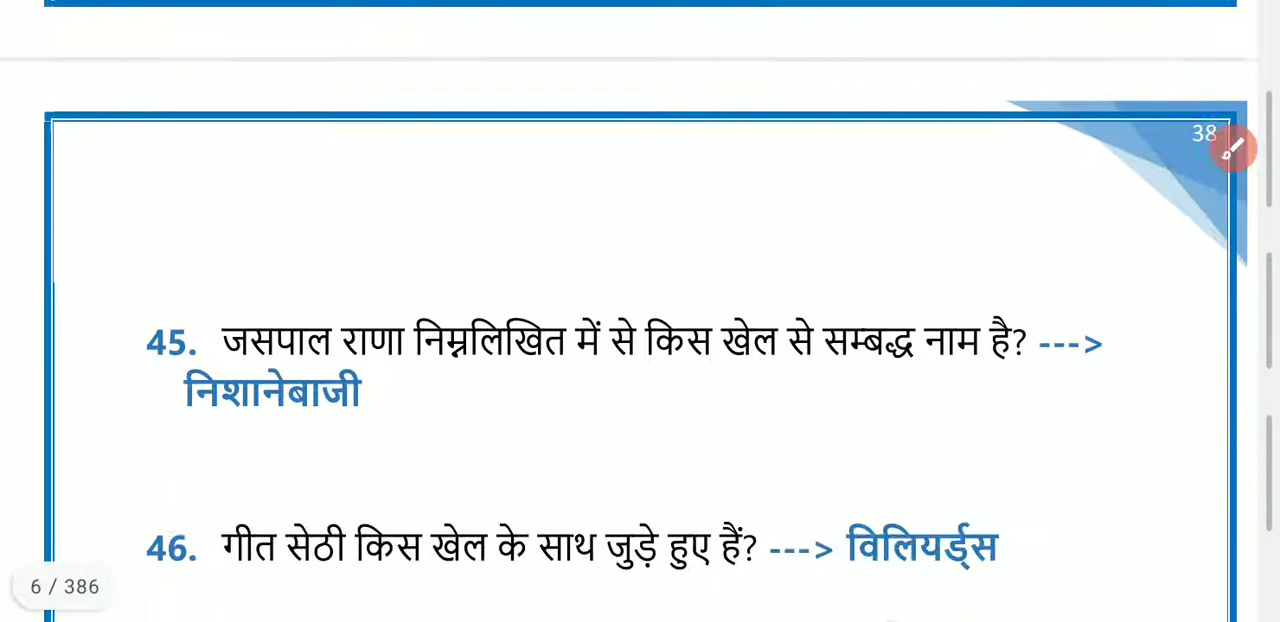 38
45. जसपाल राणा निम्नलिखित में से किस खेल से सम्बद्ध नाम है? --->
निशानेबाजी
46. गीत सेठी किस खेल के साथ जुड़े हुए हैं? ---> विलियर्ड्स
6 / 386